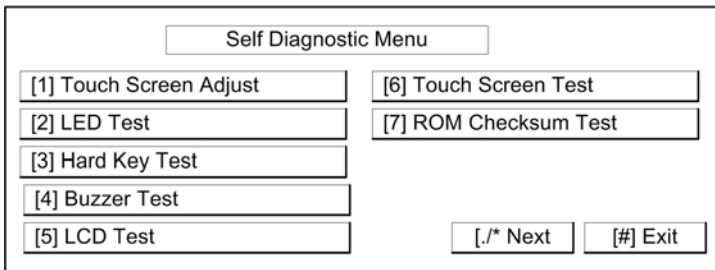 Self Diagnostic Menu
[1] Touch Screen Adjust
[2] LED Test
[3] Hard Key Test
[4] Buzzer Test
[5] LCD Test
[6] Touch Screen Test
[7] ROM Checksum Test
[./* Next
[#] Exit